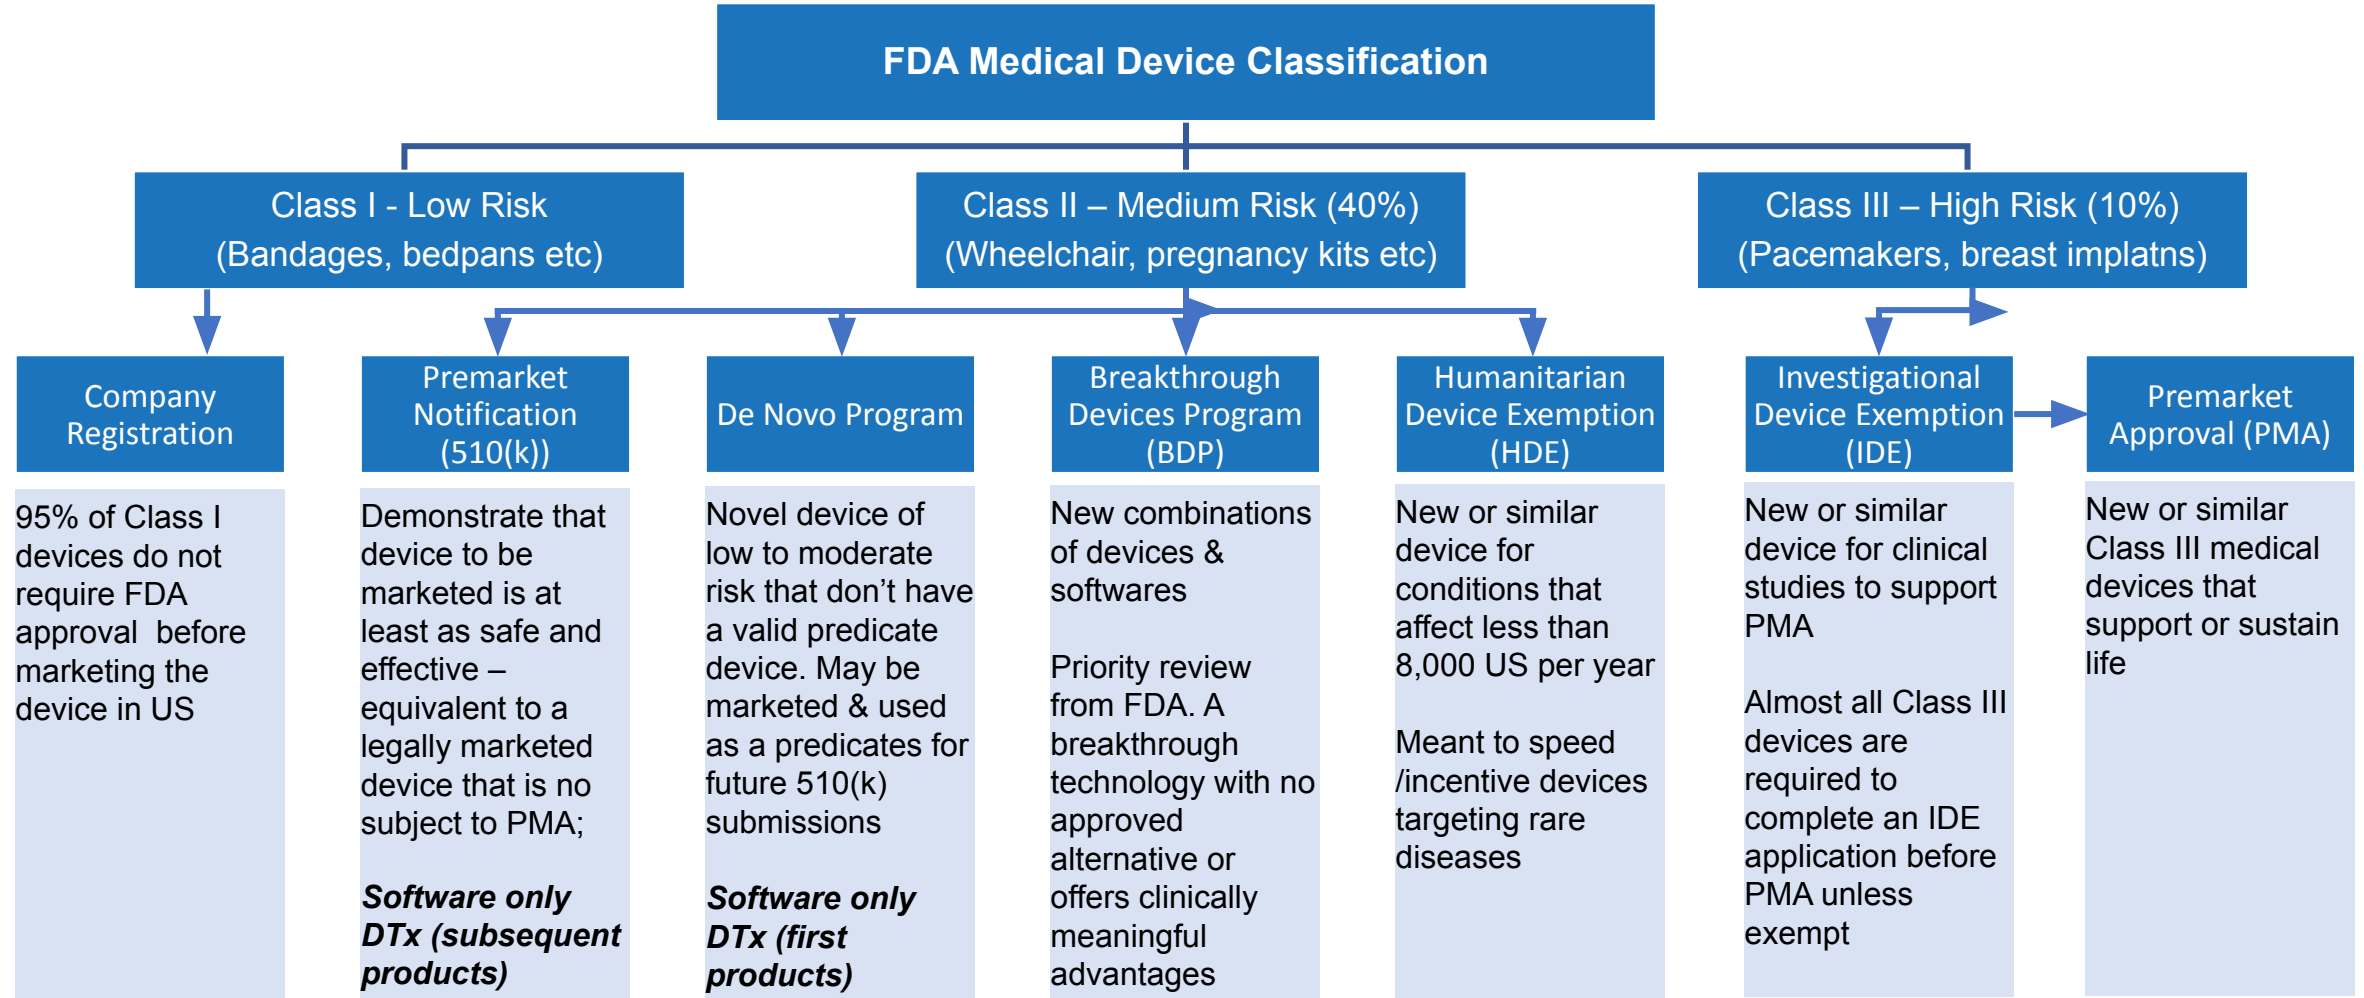 FDA Medical Device Classification
Class I - Low Risk
(Bandages, bedpans etc)
Class II – Medium Risk (40%)
(Wheelchair, pregnancy kits etc)
Class III – High Risk (10%)
(Pacemakers, breast implatns)
Company
Registration
95% of Class I
devices do not
require FDA
approval  before
marketing the
device in US
Premarket
Notification
(510(k))
Demonstrate that
device to be
marketed is at
least as safe and
effective –
equivalent to a
legally marketed
device that is no
subject to PMA;
Software only
DTx (subsequent
products)
De Novo Program
Novel device of
low to moderate
risk that don’t have
a valid predicate
device. May be
marketed & used
as a predicates for
future 510(k)
submissions
Software only
DTx (first
products)
Breakthrough
Devices Program
(BDP)
New combinations
of devices &
softwares
Priority review
from FDA. A
breakthrough
technology with no
approved
alternative or
offers clinically
meaningful
advantages
Humanitarian
Device Exemption
(HDE)
New or similar
device for
conditions that
affect less than
8,000 US per year
Meant to speed
/incentive devices
targeting rare
diseases
Investigational
Device Exemption
(IDE)
New or similar
device for clinical
studies to support
PMA
Almost all Class III
devices are
required to
complete an IDE
application before
PMA unless
exempt
Premarket
Approval (PMA)
New or similar
Class III medical
devices that
support or sustain
life